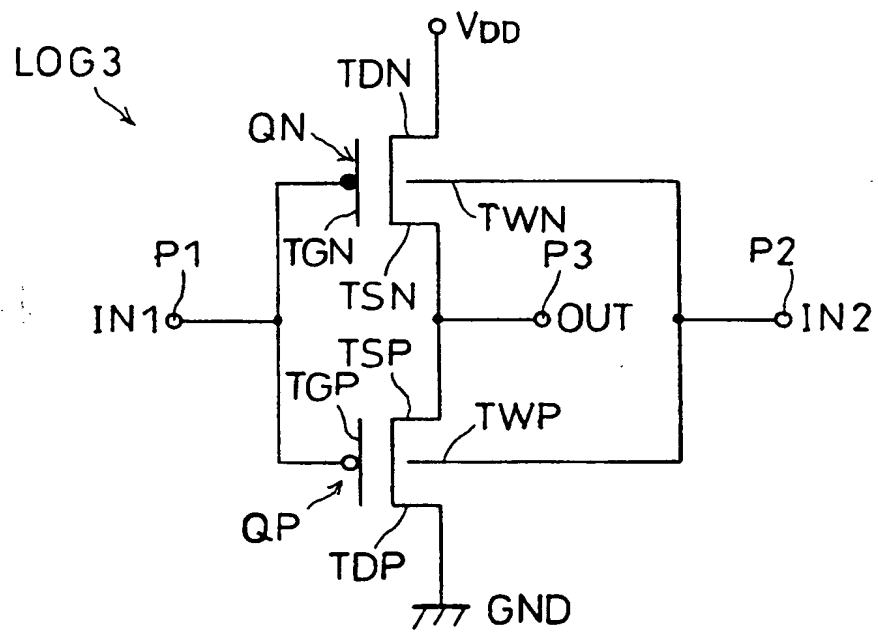 VDD
LOG3
TDN
QN
TWN
TGN
P1
P3
P2
TSN
IN1
OUT
IN2
TSP
TGP
TWP
QP
TDP
GND